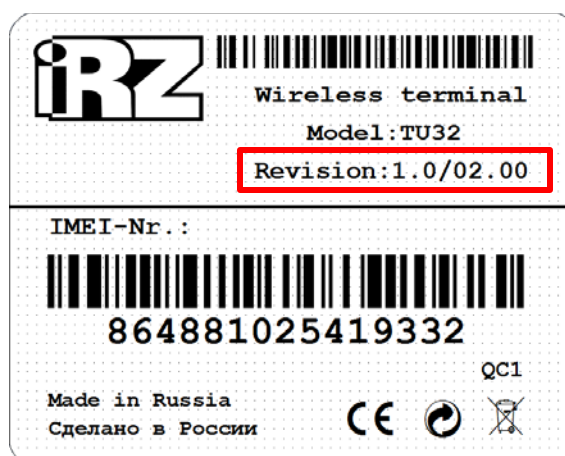 iRZ
Wireless terminal
Model:TU32
Revision:1.0/02.00
IMEI-Nr.:
864881025419332
QC1
Made in Russia
Сделано в России
CE